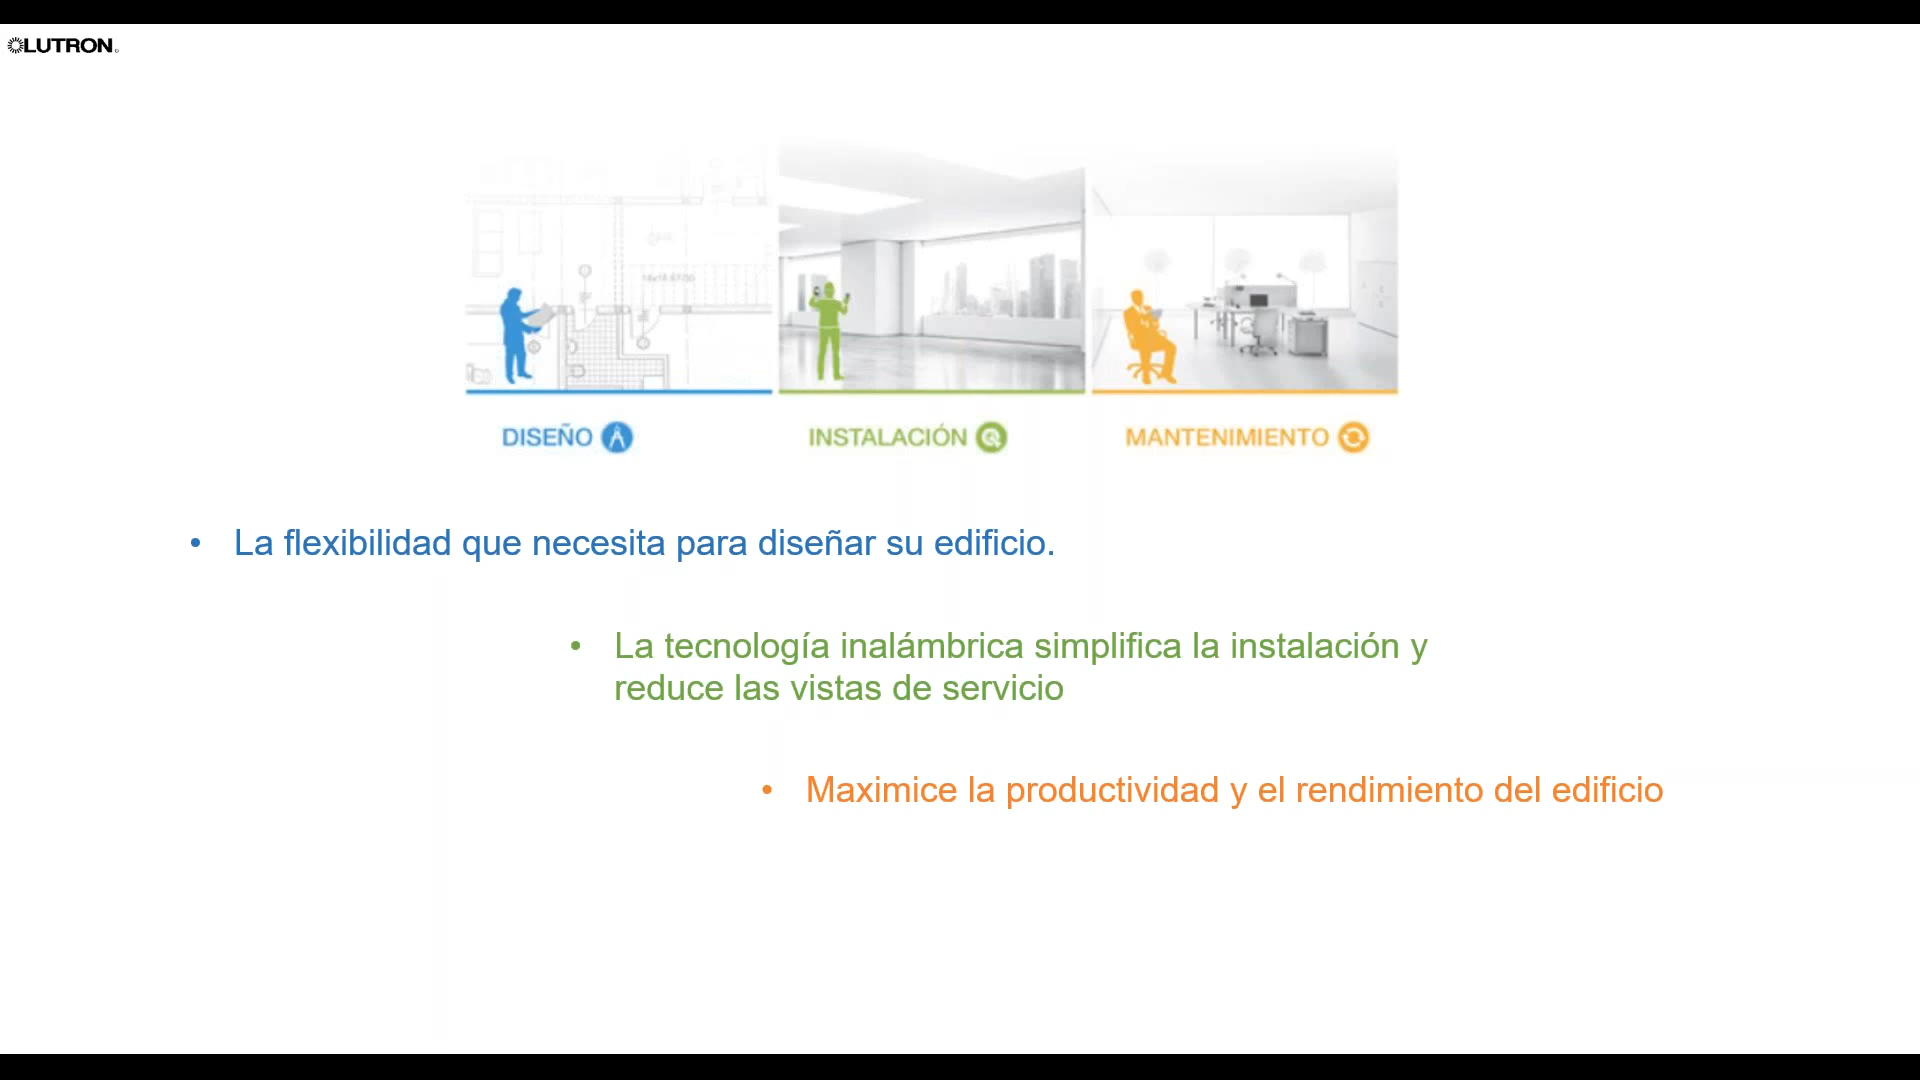 LUTRON
DISEÑO
INSTALACIÓN
MANTENIMIENTO
• La flexibilidad que necesita para diseñar su edificio.
• La tecnología inalámbrica simplifica la instalación y
reduce las vistas de servicio
• Maximice la productividad y el rendimiento del edificio